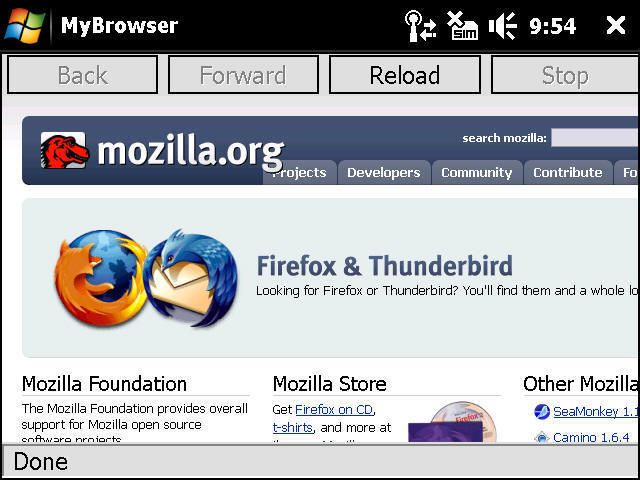 MyBrowser
SIM
9:54
Back
Forward
Reload
Stop
mozilla.org
search mozilla:
Projects
Developers
Community
Contribute
Fo
Firefox & Thunderbird
Looking for Firefox or Thunderbird? You'll find them and a whole lo
Mozilla Foundation
The Mozilla Foundation provides overall
support for Mozilla open source
software projects
Mozilla Store
Get Firefox on CD,
t-shirts, and more at
Other Mozilla
SeaMonkey 1.1
Camino 1.6.4
Done